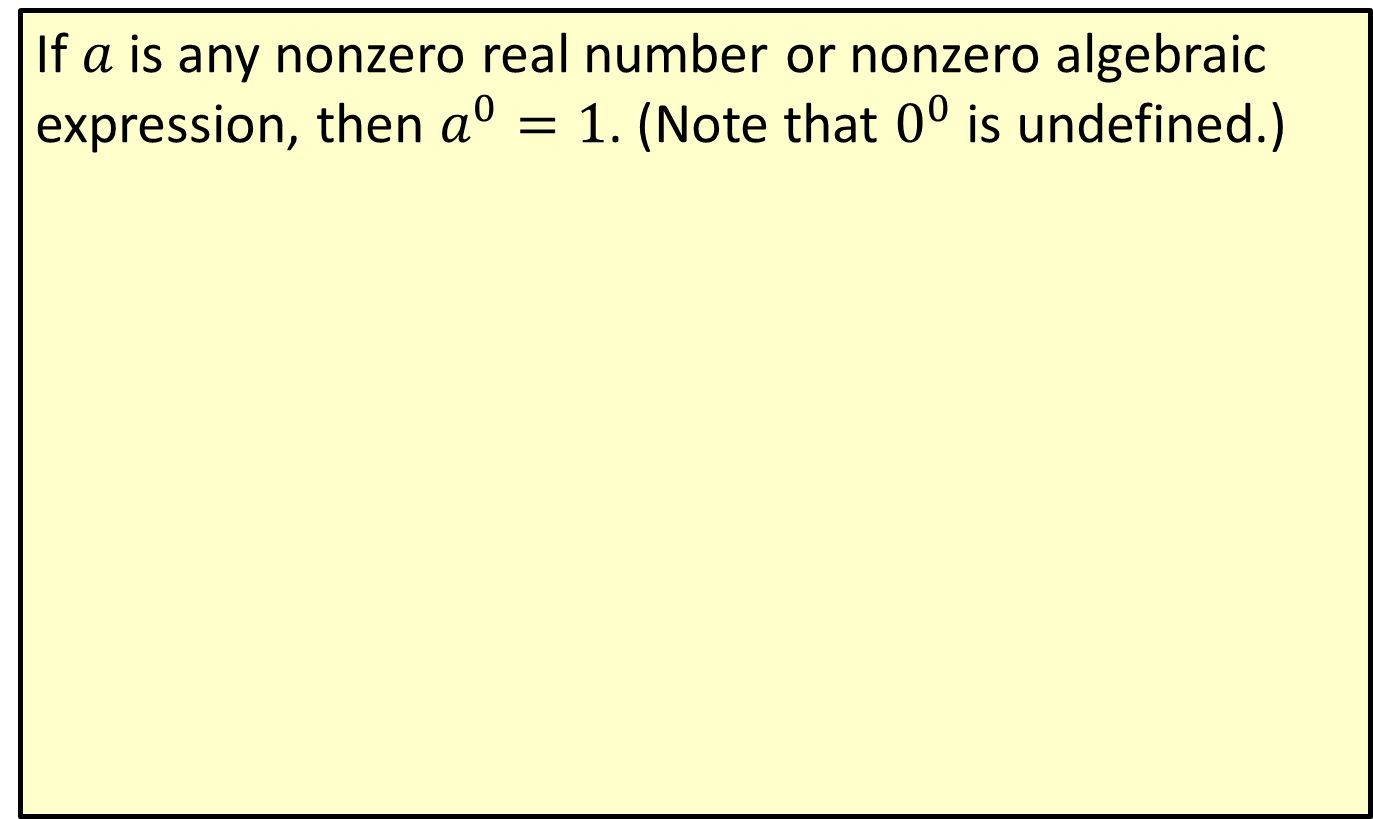 If 𝑎 is any nonzero real number or nonzero algebraic
expression, then 𝑎⁰ = 1. (Note that 0⁰ is undefined.)